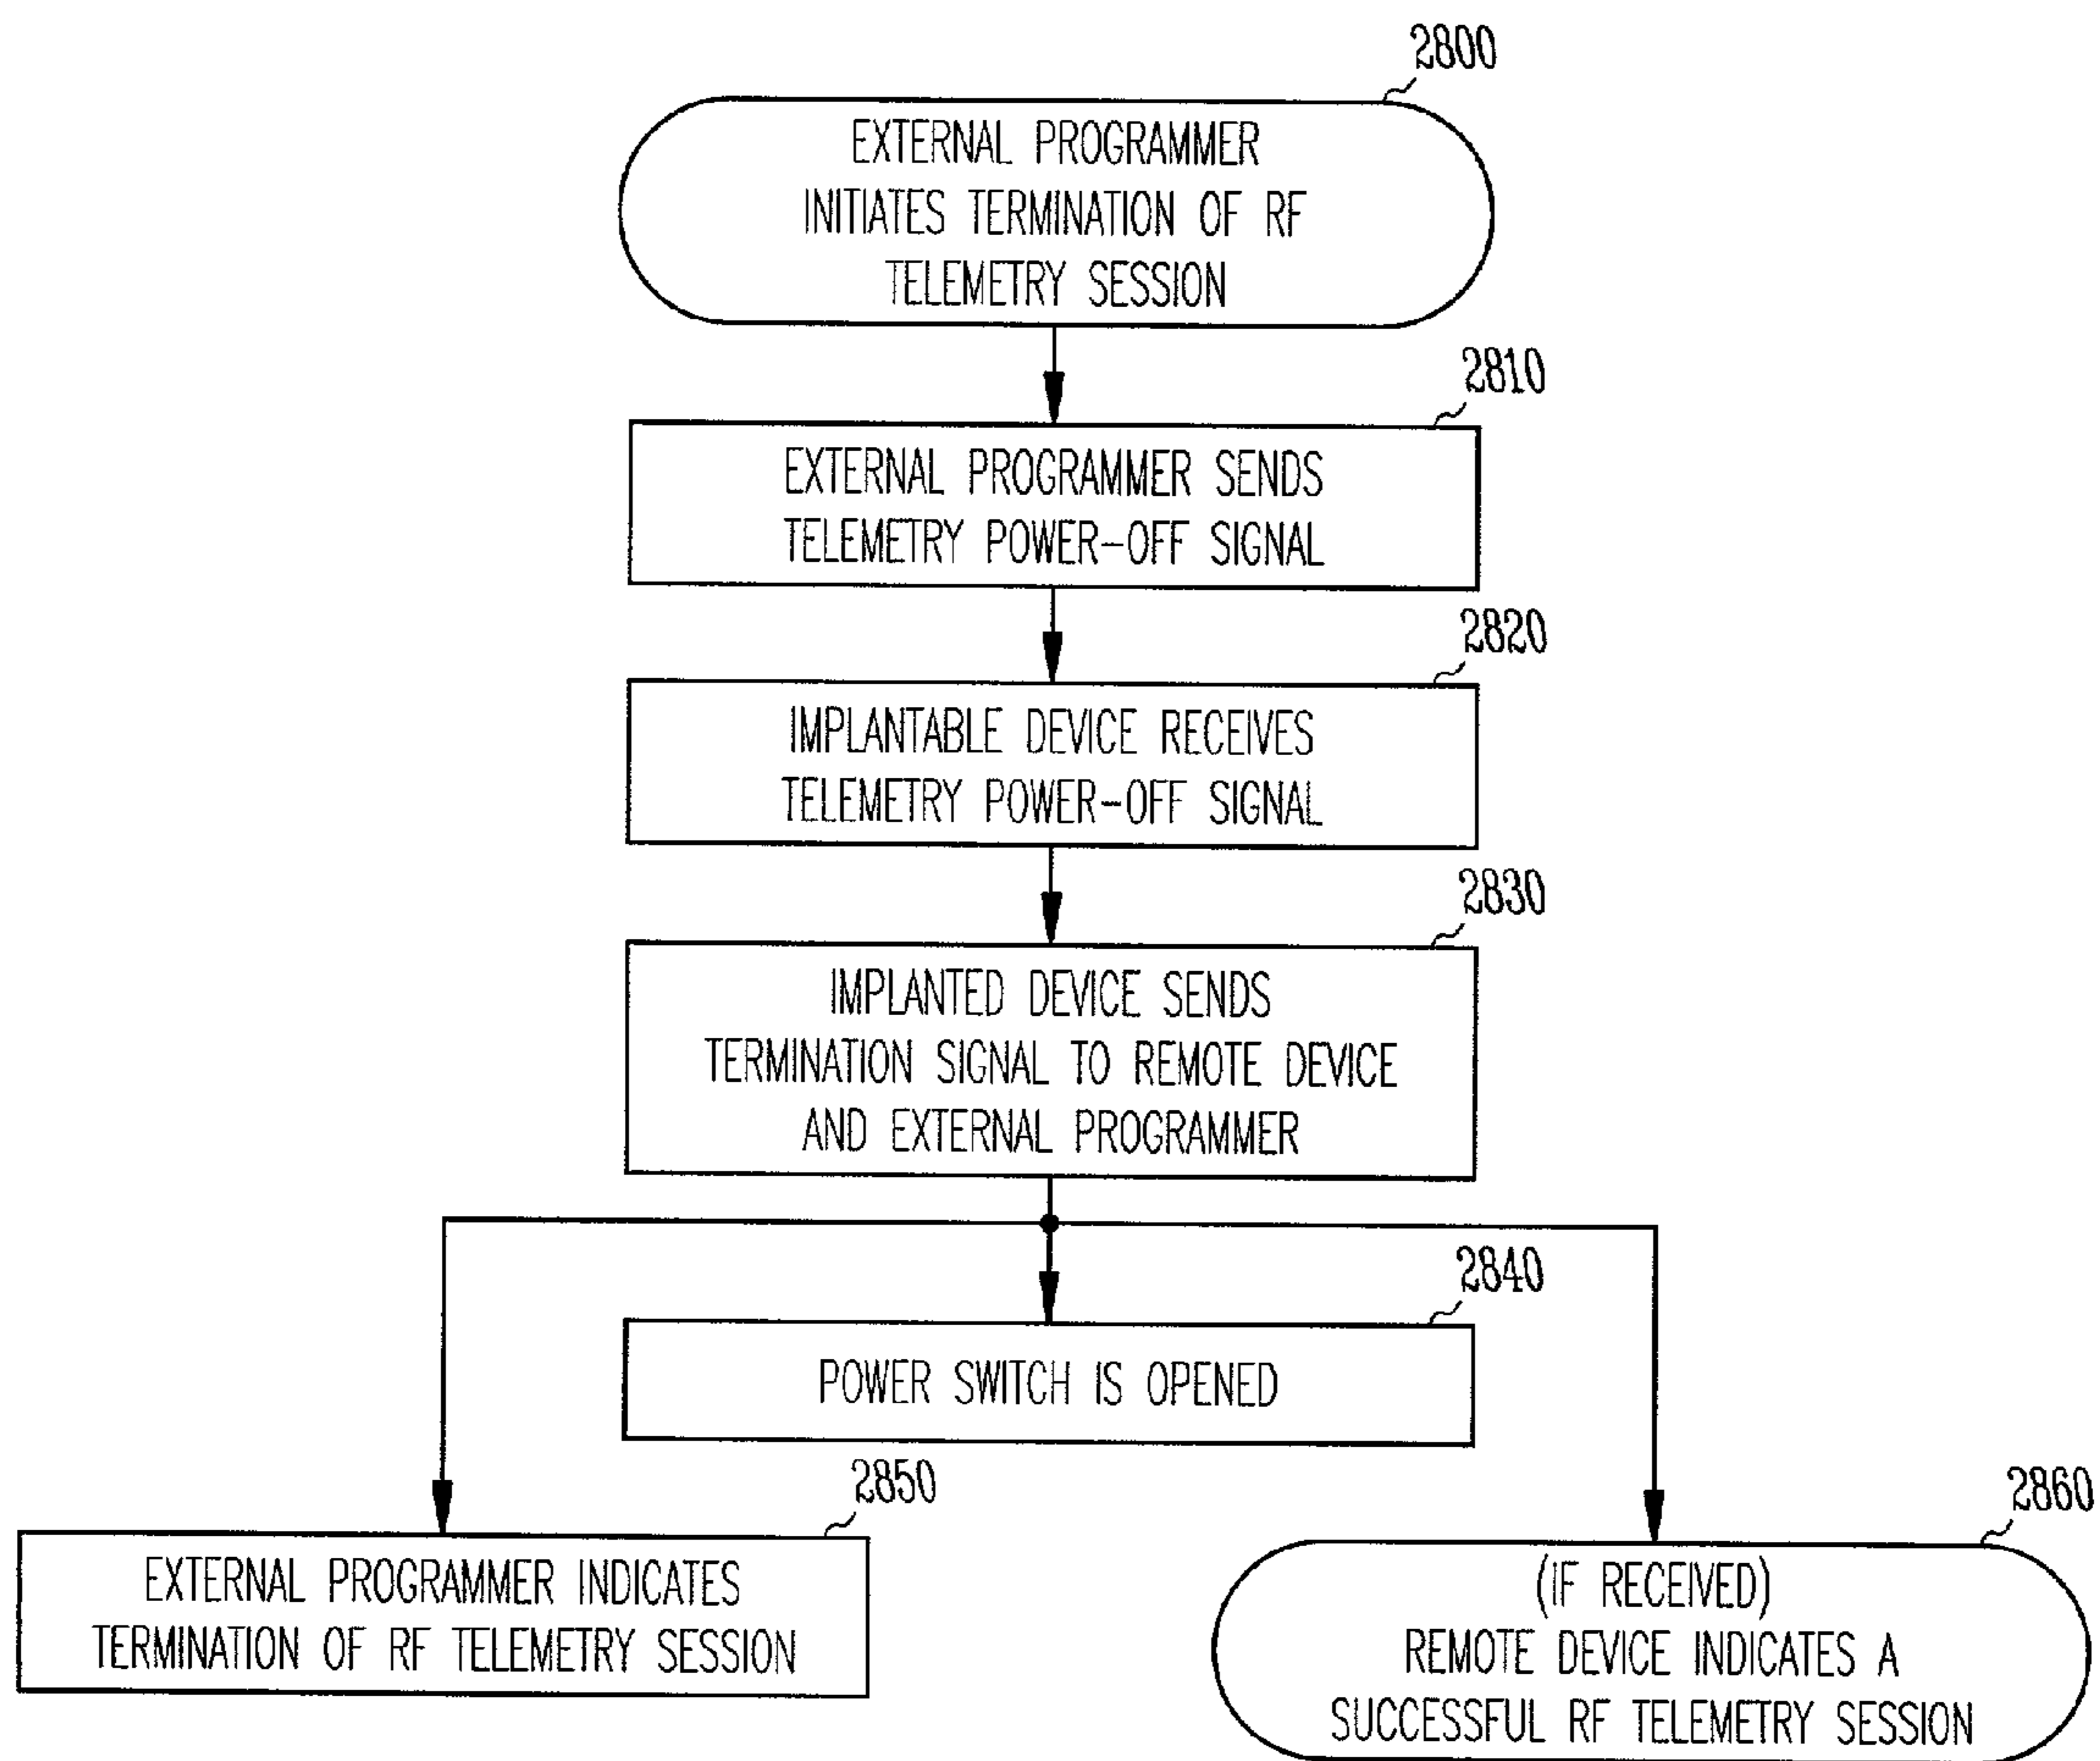 2800
EXTERNAL PROGRAMMER
INITIATES TERMINATION OF RF
TELEMETRY SESSION
2810
EXTERNAL PROGRAMMER SENDS
TELEMETRY POWER-OFF SIGNAL
2820
IMPLANTABLE DEVICE RECEIVES
TELEMETRY POWER-OFF SIGNAL
2830
IMPLANTED DEVICE SENDS
TERMINATION SIGNAL TO REMOTE DEVICE
AND EXTERNAL PROGRAMMER
2840
POWER SWITCH IS OPENED
2850
EXTERNAL PROGRAMMER INDICATES
TERMINATION OF RF TELEMETRY SESSION
2860
(IF RECEIVED)
REMOTE DEVICE INDICATES A
SUCCESSFUL RF TELEMETRY SESSION